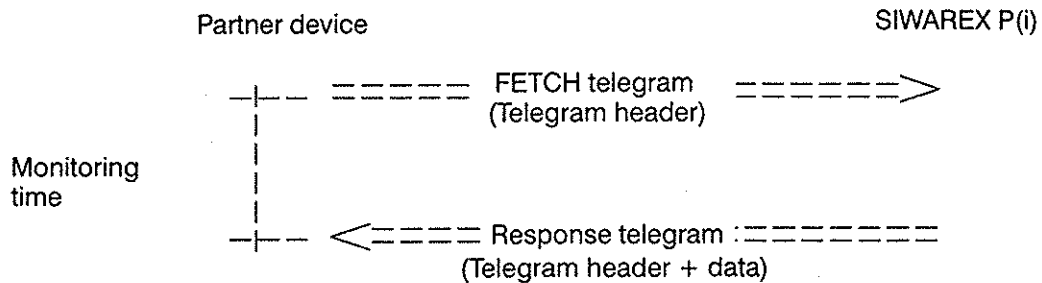 Partner device
SIWAREX P(i)
FETCH telegram
(Telegram header)
Monitoring
time
Response telegram
(Telegram header + data)